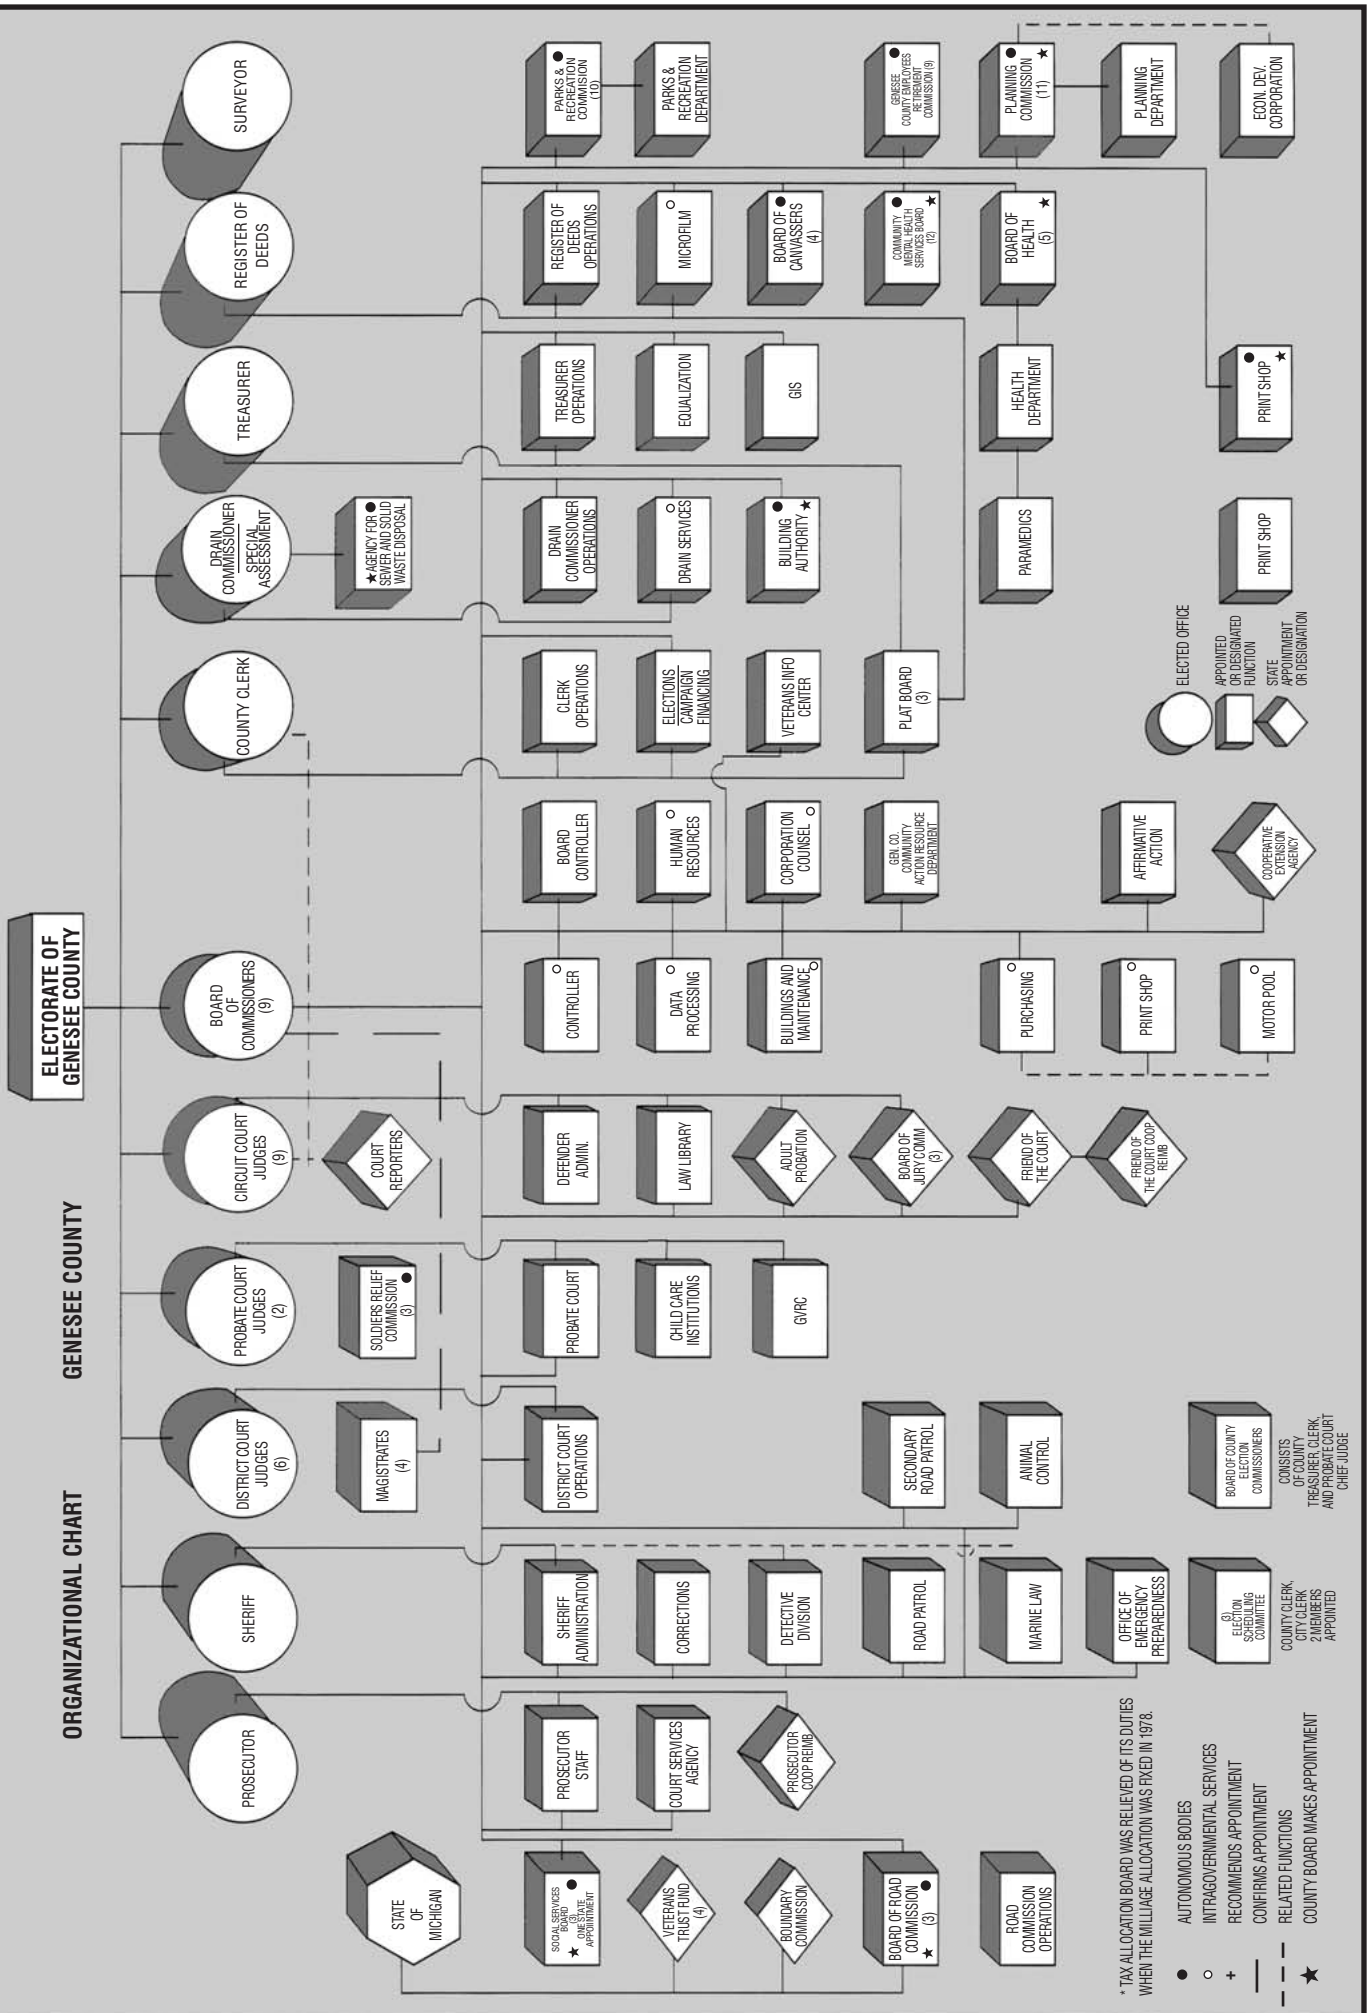 ORGANIZATIONAL CHART
GENESEE COUNTY
ELECTORATE OF
GENESEE COUNTY
PROSECUTOR
SHERIFF
DISTRICT COURT
JUDGES
(6)
PROBATE COURT
JUDGES
(2)
CIRCUIT COURT
JUDGES
(9)
BOARD
OF
COMMISSIONERS
(9)
COUNTY CLERK
DRAIN
COMMISSIONER
SPECIAL
ASSESSMENT
TREASURER
REGISTER OF
DEEDS
SURVEYOR
STATE
OF
MICHIGAN
MAGISTRATES
(4)
SOLDIERS RELIEF
COMMISSION
(3)
COURT
REPORTERS
★ AGENCY FOR ●
SEWER AND SOLID
WASTE DISPOSAL
SOCIAL SERVICES
BOARD
(3)
ONE STATE
APPOINTMENT
PROSECUTOR
STAFF
SHERIFF
ADMINISTRATION
DISTRICT COURT
OPERATIONS
PROBATE COURT
DEFENDER
ADMIN.
CONTROLLER
BOARD
CONTROLLER
CLERK
OPERATIONS
DRAIN
COMMISSIONER
OPERATIONS
TREASURER
OPERATIONS
REGISTER OF
DEEDS
OPERATIONS
PARKS &
RECREATION
COMMISION
(10)
VETERANS
TRUST FUND
(4)
COURT SERVICES
AGENCY
CORRECTIONS
CHILD CARE
INSTITUTIONS
LAW LIBRARY
DATA
PROCESSING
HUMAN
RESOURCES
ELECTIONS
CAMPAIGN
FINANCING
DRAIN SERVICES
EQUALIZATION
MICROFILM
PARKS &
RECREATION
DEPARTMENT
BOUNDARY
COMMISSION
PROSECUTOR
COOP REIMB
DETECTIVE
DIVISION
GVRC
ADULT
PROBATION
BUILDINGS AND
MAINTENANCE
CORPORATION
COUNSEL
VETERANS INFO
CENTER
BUILDING
AUTHORITY
GIS
BOARD OF
CANVASSERS
(4)
BOARD OF ROAD
COMMISSION
(3)
ROAD PATROL
SECONDARY
ROAD PATROL
BOARD OF
JURY COMM
(3)
GEN. CO.
COMMUNITY
ACTION RESOURCE
DEPARTMENT
PLAT BOARD
(3)
COMMUNITY
MENTAL HEALTH
SERVICES BOARD
(12)
GENESEE
COUNTY EMPLOYEES
RETIREMENT
COMMISSION (9)
ROAD
COMMISSION
OPERATIONS
MARINE LAW
ANIMAL
CONTROL
FRIEND OF
THE COURT
PURCHASING
PARAMEDICS
HEALTH
DEPARTMENT
BOARD OF
HEALTH
(5)
PLANNING
COMMISSION
(11)
OFFICE OF
EMERGENCY
PREPAREDNESS
FRIEND OF
THE COURT COOP
REIMB
PRINT SHOP
AFFIRMATIVE
ACTION
PLANNING
DEPARTMENT
(3)
ELECTION
SCHEDULING
COMMITTEE
COUNTY CLERK,
CITY CLERK
2 MEMBERS
APPOINTED
BOARD OF COUNTY
ELECTION
COMMISSIONERS
CONSISTS
OF COUNTY
TREASURER, CLERK,
AND PROBATE COURT
CHIEF JUDGE
MOTOR POOL
COOPERATIVE
EXTENSION
AGENCY
PRINT SHOP
PRINT SHOP
ECON. DEV.
CORPORATION
ELECTED OFFICE
APPOINTED
OR DESIGNATED
FUNCTION
STATE
APPOINTMENT
OR DESIGNATION
* TAX ALLOCATION BOARD WAS RELIEVED OF ITS DUTIES
WHEN THE MILLIAGE ALLOCATION WAS FIXED IN 1978.
● AUTONOMOUS BODIES
○ INTRAGOVERNMENTAL SERVICES
+ RECOMMENDS APPOINTMENT
CONFIRMS APPOINTMENT
RELATED FUNCTIONS
★ COUNTY BOARD MAKES APPOINTMENT